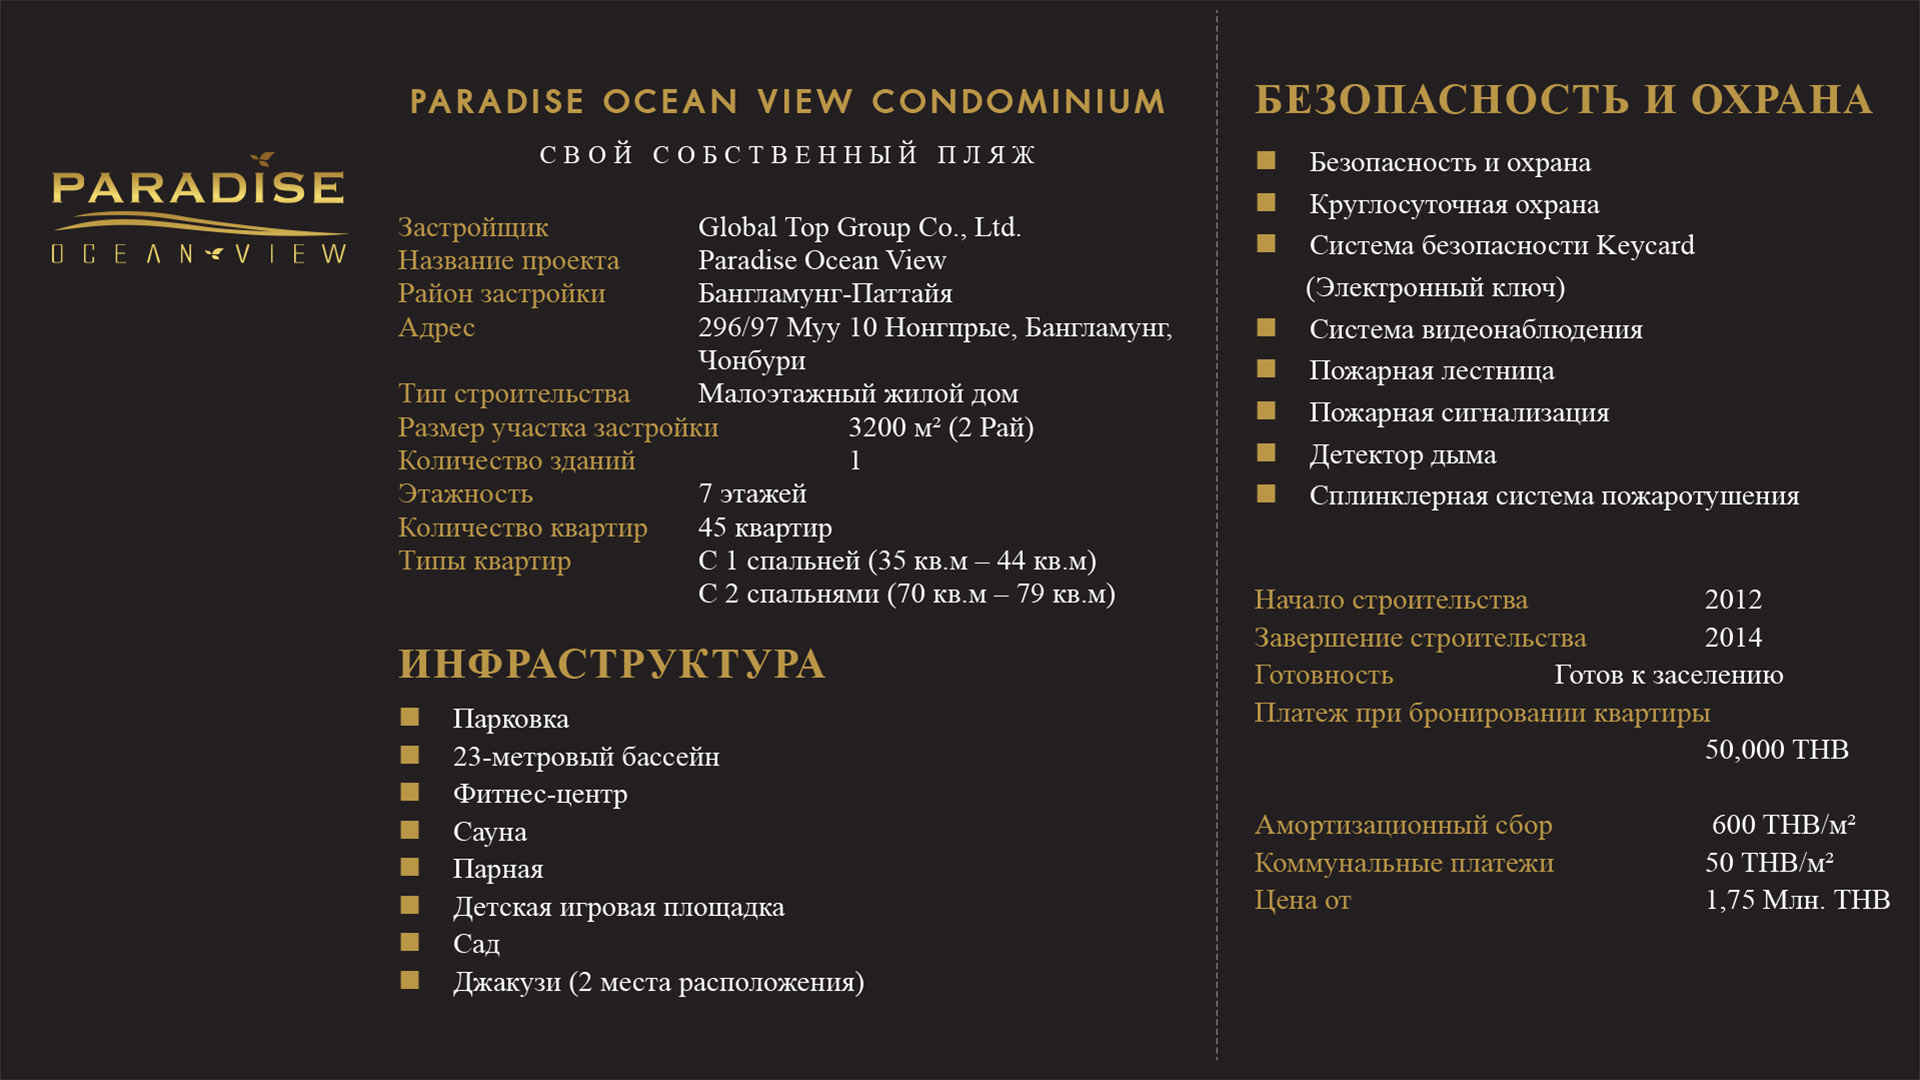 PARADISE
OCEAN VIEW
PARADISE OCEAN VIEW CONDOMINIUM
СВОЙ СОБСТВЕННЫЙ ПЛЯЖ
Застройщик Global Top Group Co., Ltd.
Название проекта Paradise Ocean View
Район застройки Бангламунг-Паттайя
Адрес 296/97 Муу 10 Нонгпрые, Бангламунг,
Чонбури
Тип строительства Малоэтажный жилой дом
Размер участка застройки 3200 м² (2 Рай)
Количество зданий 1
Этажность 7 этажей
Количество квартир 45 квартир
Типы квартир С 1 спальней (35 кв.м – 44 кв.м)
С 2 спальнями (70 кв.м – 79 кв.м)
ИНФРАСТРУКТУРА
Парковка
23-метровый бассейн
Фитнес-центр
Сауна
Парная
Детская игровая площадка
Сад
Джакузи (2 места расположения)
БЕЗОПАСНОСТЬ И ОХРАНА
Безопасность и охрана
Круглосуточная охрана
Система безопасности Keycard
(Электронный ключ)
Система видеонаблюдения
Пожарная лестница
Пожарная сигнализация
Детектор дыма
Сплинклерная система пожаротушения
Начало строительства 2012
Завершение строительства 2014
Готовность Готов к заселению
Платеж при бронировании квартиры
50,000 THB
Амортизационный сбор 600 THB/м²
Коммунальные платежи 50 THB/м²
Цена от 1,75 Млн. THB